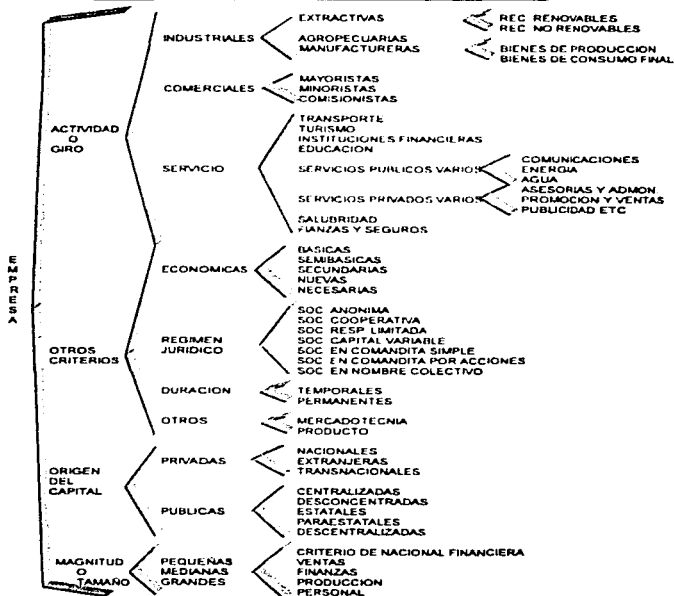 EMPRESA
ACTIVIDAD
O
GIRO
INDUSTRIALES
EXTRACTIVAS
REC RENOVABLES
REC NO RENOVABLES
AGROPECUARIAS
MANUFACTURERAS
BIENES DE PRODUCCION
BIENES DE CONSUMO FINAL
COMERCIALES
MAYORISTAS
MINORISTAS
COMISIONISTAS
SERVICIO
TRANSPORTE
TURISMO
INSTITUCIONES FINANCIERAS
EDUCACION
SERVICIOS PUBLICOS VARIOS
COMUNICACIONES
ENERGIA
AGUA
SERVICIOS PRIVADOS VARIOS
ASESORIAS Y ADMON
PROMOCION Y VENTAS
PUBLICIDAD ETC
SALUBRIDAD
FIANZAS Y SEGUROS
OTROS
CRITERIOS
ECONOMICAS
BASICAS
SEMIBASICAS
SECUNDARIAS
NUEVAS
NECESARIAS
REGIMEN
JURIDICO
SOC ANONIMA
SOC COOPERATIVA
SOC RESP LIMITADA
SOC CAPITAL VARIABLE
SOC EN COMANDITA SIMPLE
SOC EN COMANDITA POR ACCIONES
SOC EN NOMBRE COLECTIVO
DURACION
TEMPORALES
PERMANENTES
OTROS
MERCADOTECNIA
PRODUCTO
ORIGEN
DEL
CAPITAL
PRIVADAS
NACIONALES
EXTRANJERAS
TRANSNACIONALES
PUBLICAS
CENTRALIZADAS
DESCONCENTRADAS
ESTATALES
PARAESTATALES
DESCENTRALIZADAS
MAGNITUD
O
TAMAÑO
PEQUEÑAS
MEDIANAS
GRANDES
CRITERIO DE NACIONAL FINANCIERA
VENTAS
FINANZAS
PRODUCCION
PERSONAL